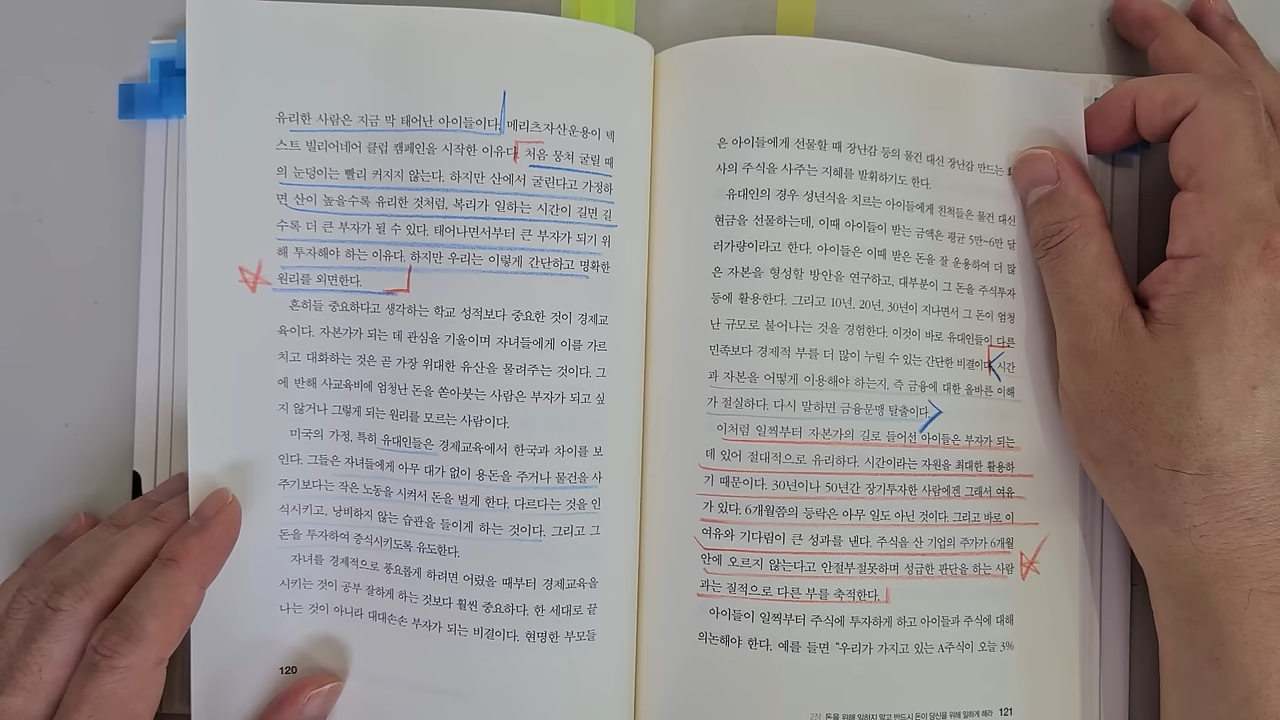 유리한 사람은 지금 막 태어난 아이들이다. 메리츠자산운용이 넥
스트 빌리어네어 클럽 캠페인을 시작한 이유다. 처음 뭉쳐 굴릴 때
의 눈덩이는 빨리 커지지 않는다. 하지만 산에서 굴린다고 가정하
면 산이 높을수록 유리한 것처럼, 복리가 일하는 시간이 길면 길
수록 더 큰 부자가 될 수 있다. 태어나면서부터 큰 부자가 되기 위
해 투자해야 하는 이유다. 하지만 우리는 이렇게 간단하고 명확한
원리를 외면한다.
흔히들 중요하다고 생각하는 학교 성적보다 중요한 것이 경제교
육이다. 자본가가 되는 데 관심을 기울이며 자녀들에게 이를 가르
치고 대화하는 것은 곧 가장 위대한 유산을 물려주는 것이다. 그
에 반해 사교육비에 엄청난 돈을 쏟아붓는 사람은 부자가 되고 싶
지 않거나 그렇게 되는 원리를 모르는 사람이다.
미국의 가정, 특히 유대인들은 경제교육에서 한국과 차이를 보
인다. 그들은 자녀들에게 아무 대가 없이 용돈을 주거나 물건을 사
주기보다는 작은 노동을 시켜서 돈을 벌게 한다. 다르다는 것을 인
식시키고, 낭비하지 않는 습관을 들이게 하는 것이다. 그리고 그
돈을 투자하여 증식시키도록 유도한다.
자녀를 경제적으로 풍요롭게 하려면 어렸을 때부터 경제교육을
시키는 것이 공부 잘하게 하는 것보다 훨씬 중요하다. 한 세대로 끝
나는 것이 아니라 대대손손 부자가 되는 비결이다. 현명한 부모들
120
은 아이들에게 선물할 때 장난감 등의 물건 대신 장난감 만드는
사의 주식을 사주는 지혜를 발휘하기도 한다.
유대인의 경우 성년식을 치르는 아이들에게 친척들은 물건 대신
현금을 선물하는데, 이때 아이들이 받는 금액은 평균 5만~6만 달
러가량이라고 한다. 아이들은 이때 받은 돈을 잘 운용하여 더 많
은 자본을 형성할 방안을 연구하고, 대부분이 그 돈을 주식투자
등에 활용한다. 그리고 10년, 20년, 30년이 지나면서 그 돈이 엄청
난 규모로 불어나는 것을 경험한다. 이것이 바로 유대인들이 다른
민족보다 경제적 부를 더 많이 누릴 수 있는 간단한 비결이다. 시간
과 자본을 어떻게 이용해야 하는지, 즉 금융에 대한 올바른 이해
가 절실하다. 다시 말하면 금융문맹 탈출이다.
이처럼 일찍부터 자본가의 길로 들어선 아이들은 부자가 되는
데 있어 절대적으로 유리하다. 시간이라는 자원을 최대한 활용하
기 때문이다. 30년이나 50년간 장기투자한 사람에겐 그래서 여유
가 있다. 6개월쯤의 등락은 아무 일도 아닌 것이다. 그리고 바로 이
여유와 기다림이 큰 성과를 낸다. 주식을 산 기업의 주가가 6개월
안에 오르지 않는다고 안절부절못하며 성급한 판단을 하는 사람
과는 질적으로 다른 부를 축적한다.
아이들이 일찍부터 주식에 투자하게 하고 아이들과 주식에 대해
의논해야 한다. 예를 들면 "우리가 가지고 있는 A주식이 오늘 3%
2장 돈을 위해 일하지 말고 반드시 돈이 당신을 위해 일하게 해라 121